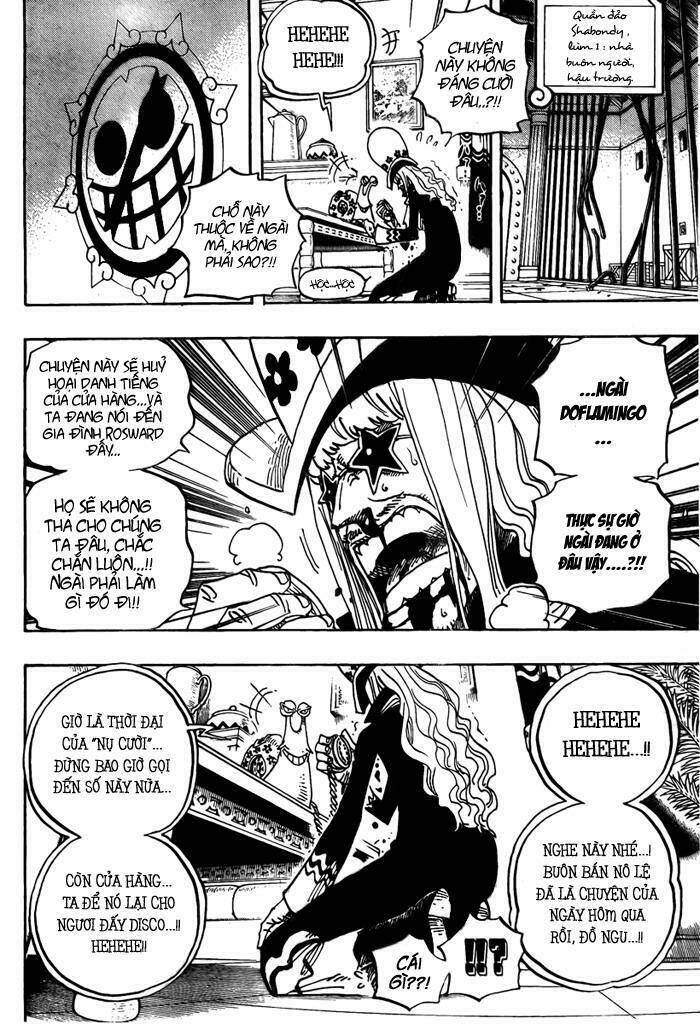 Quần đảo
Shabondy,
lùm 1 : nhà
buôn người,
hậu trường.
CHUYỆN
NÀY KHÔNG
ĐÁNG CƯỜI
ĐÂU..?!!
HEHEHE
HEHE!!!
HỘC...HỘC
CHỖ NÀY
THUỘC VỀ NGÀI
MÀ, KHÔNG
PHẢI SAO?!!
...NGÀI
DOFLAMINGO
...
THỰC SỰ GIỜ
NGÀI ĐANG Ở
ĐÂU VẬY....?!!
CHUYỆN NÀY SẼ HUỶ
HOẠI DANH TIẾNG
CỦA CỬA HÀNG...VÀ
TA ĐANG NÓI ĐẾN
GIA ĐÌNH ROSWARD
ĐẤY...
HỌ SẼ KHÔNG
THA CHO CHÚNG
TA ĐÂU, CHẮC
CHẮN LUÔN...!!
NGÀI PHẢI LÀM
GÌ ĐÓ ĐI!!
HEHEHE
HEHEHE...!!
NGHE NÀY NHÉ...!
BUÔN BÁN NÔ LỆ
ĐÃ LÀ CHUYỆN CỦA
NGÀY HÔM QUA
RỒI, ĐỒ NGU...!
GIỜ LÀ THỜI ĐẠI
CỦA "NỤ CƯỜI"...
ĐỪNG BAO GIỜ GỌI
ĐẾN SỐ NÀY NỮA...
CÒN CỬA HÀNG...
TA ĐỂ NÓ LẠI CHO
NGƯƠI ĐẤY DISCO...!!
HEHEHE!!
CÁI
GÌ??!
!!?